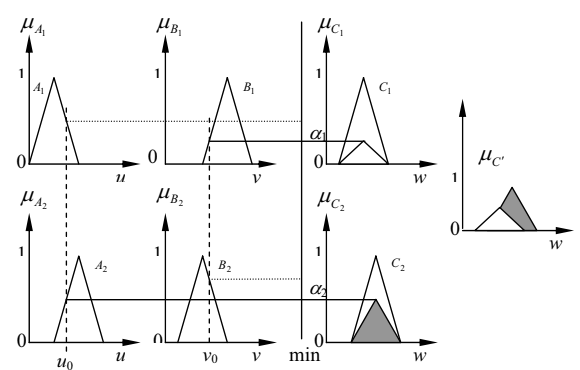 μA₁ μB₁ μC₁
1 A₁ 1 B₁ 1 C₁
α₁
0 u 0 v 0 w
μC'
1
0 w
μA₂ μB₂ μC₂
1 A₂ 1 B₂ 1 C₂
α₂
0 u 0 v 0 w
u₀ v₀ min